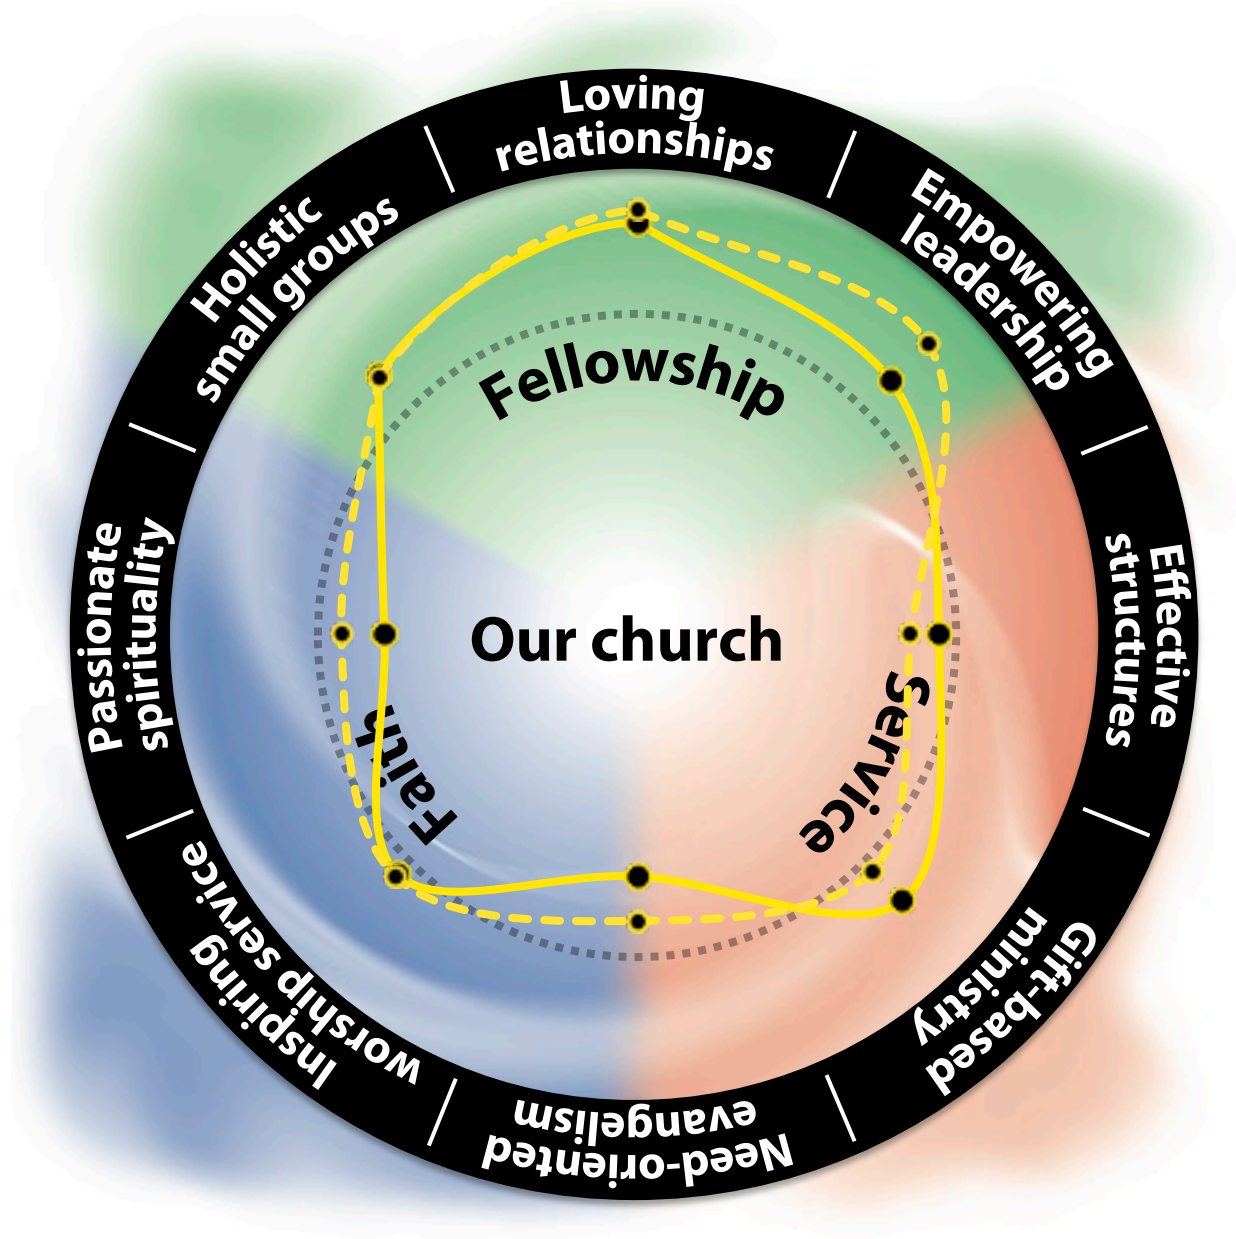 Loving
relationships
Empowering
leadership
Effective
structures
Gift-based
ministry
Need-oriented
evangelism
Inspiring
worship service
Passionate
spirituality
Holistic
small groups
Fellowship
Service
Faith
Our church